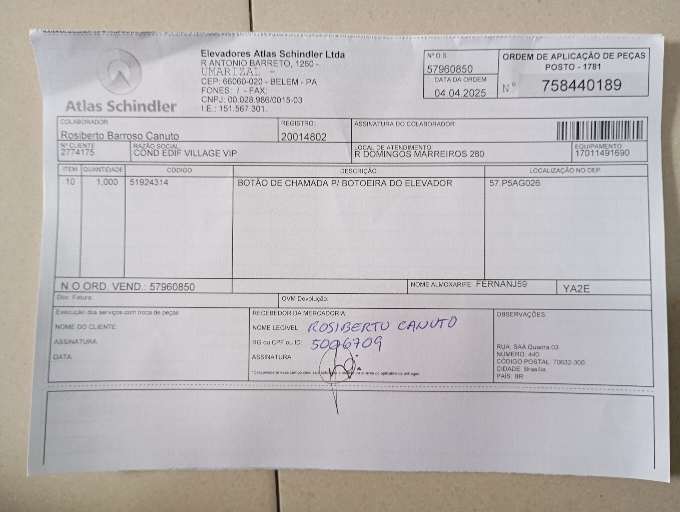 Elevadores Atlas Schindler Ltda
R ANTONIO BARRETO, 1260 -
UMARIZAL -
CEP: 66060-020 - BELEM - PA
FONES: / - FAX:
CNPJ: 00.028.986/0015-03
I.E.: 151.567.301.
Atlas Schindler
Nº O.S.
57960850
DATA DA ORDEM
04.04.2025
ORDEM DE APLICAÇÃO DE PEÇAS
POSTO - 1781
Nº 758440189
COLABORADOR REGISTRO: ASSINATURA DO COLABORADOR
Rosiberto Barroso Canuto 20014802
Nº CLIENTE RAZÃO SOCIAL LOCAL DE ATENDIMENTO EQUIPAMENTO
2774175 COND EDIF VILLAGE VIP R DOMINGOS MARREIROS 280 17011491690
ITEM QUANTIDADE CÓDIGO DESCRIÇÃO LOCALIZAÇÃO NO DEP
10 1,000 51924314 BOTÃO DE CHAMADA P/ BOTOEIRA DO ELEVADOR 57.P5AG026
N O ORD. VEND.: 57960850 NOME ALMOXARIFE: FERNANJ59 YA2E
Doc. Fatura: OVM Devolução:
Execução dos serviços com troca de peças
NOME DO CLIENTE
ASSINATURA
DATA
RECEBEDOR DA MERCADORIA:
NOME LEGÍVEL ROSIBERTO CANUTO
RG ou CPF ou ID: 5006709
ASSINATURA
OBSERVAÇÕES:
RUA: SAA Quadra 03
NUMERO: 440
CÓDIGO POSTAL: 70632-300
CIDADE: Brasília
PAÍS: BR